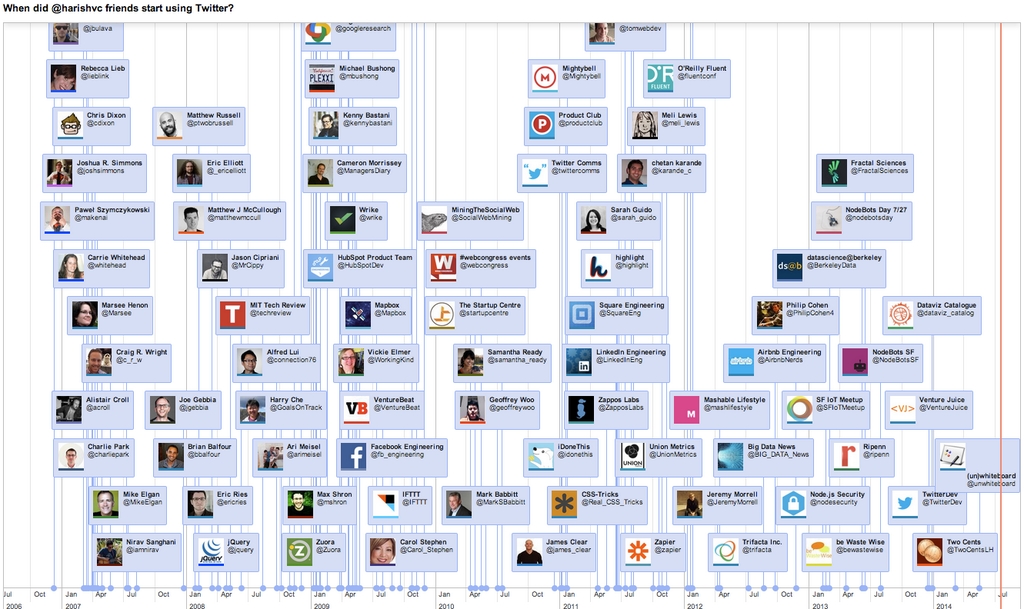 When did @harishvc friends start using Twitter?
@jbulava
@googleresearch
@tomwebdev
Rebecca Lieb
@lieblink
Michael Bushong
@mbushong
Mightybell
@Mightybell
O'Reilly Fluent
@fluentconf
Chris Dixon
@cdixon
Matthew Russell
@ptwobrussell
Kenny Bastani
@kennybastani
Product Club
@productclub
Meli Lewis
@meli_lewis
Joshua R. Simmons
@joshsimmons
Eric Elliott
@_ericelliott
Cameron Morrissey
@ManagersDiary
Twitter Comms
@twittercomms
chetan karande
@karande_c
Fractal Sciences
@FractalSciences
Paweł Szymczykowski
@makenai
Matthew J McCullough
@matthewmccull
Wrike
@wrike
MiningTheSocialWeb
@SocialWebMining
Sarah Guido
@sarah_guido
NodeBots Day 7/27
@nodebotsday
Carrie Whitehead
@whitehead
Jason Cipriani
@MrCippy
HubSpot Product Team
@HubSpotDev
#webcongress events
@webcongress
highlight
@highlight
ds@b
datascience@berkeley
@BerkeleyData
Marsee Henon
@Marsee
MIT Tech Review
@techreview
Mapbox
@Mapbox
The Startup Centre
@startupcentre
Square Engineering
@SquareEng
Philip Cohen
@PhilipCohen4
Dataviz Catalogue
@dataviz_catalog
Craig R. Wright
@c_r_w
Alfred Lui
@connection76
Vickie Elmer
@WorkingKind
Samantha Ready
@samantha_ready
LinkedIn Engineering
@LinkedInEng
Airbnb Engineering
@AirbnbNerds
NodeBots SF
@NodeBotsSF
Alistair Croll
@acroll
Joe Gebbia
@jgebbia
Harry Che
@GoalsOnTrack
VB
VentureBeat
@VentureBeat
Geoffrey Woo
@geoffreywoo
Zappos Labs
@ZapposLabs
M
Mashable Lifestyle
@mashlifestyle
SF IoT Meetup
@SFIoTMeetup
<VJ>
Venture Juice
@VentureJuice
Charlie Park
@charliepark
Brian Balfour
@bbalfour
Ari Meisel
@arimeisel
Facebook Engineering
@fb_engineering
iDoneThis
@idonethis
UNION
Union Metrics
@UnionMetrics
Big Data News
@BIG_DATA_News
Ripenn
@ripenn
(un)whiteboard
@unwhiteboard
Mike Elgan
@MikeElgan
Eric Ries
@ericries
Max Shron
@mshron
IFTTT
@IFTTT
Mark Babbitt
@MarkSBabbitt
CSS-Tricks
@Real_CSS_Tricks
Jeremy Morrell
@JeremyMorrell
Node.js Security
@nodesecurity
TwitterDev
@TwitterDev
Nirav Sanghani
@iamnirav
jQuery
@jquery
Zuora
@Zuora
Carol Stephen
@Carol_Stephen
James Clear
@james_clear
Zapier
@zapier
Trifacta Inc.
@trifacta
be Waste Wise
@bewastewise
Two Cents
@TwoCentsLH
Jul Oct Jan Apr Jul Oct Jan Apr Jul Oct Jan Apr Jul Oct Jan Apr Jul Oct Jan Apr Jul Oct Jan Apr Jul Oct Jan Apr Jul Oct Jan Apr Jul
2006 2007 2008 2009 2010 2011 2012 2013 2014